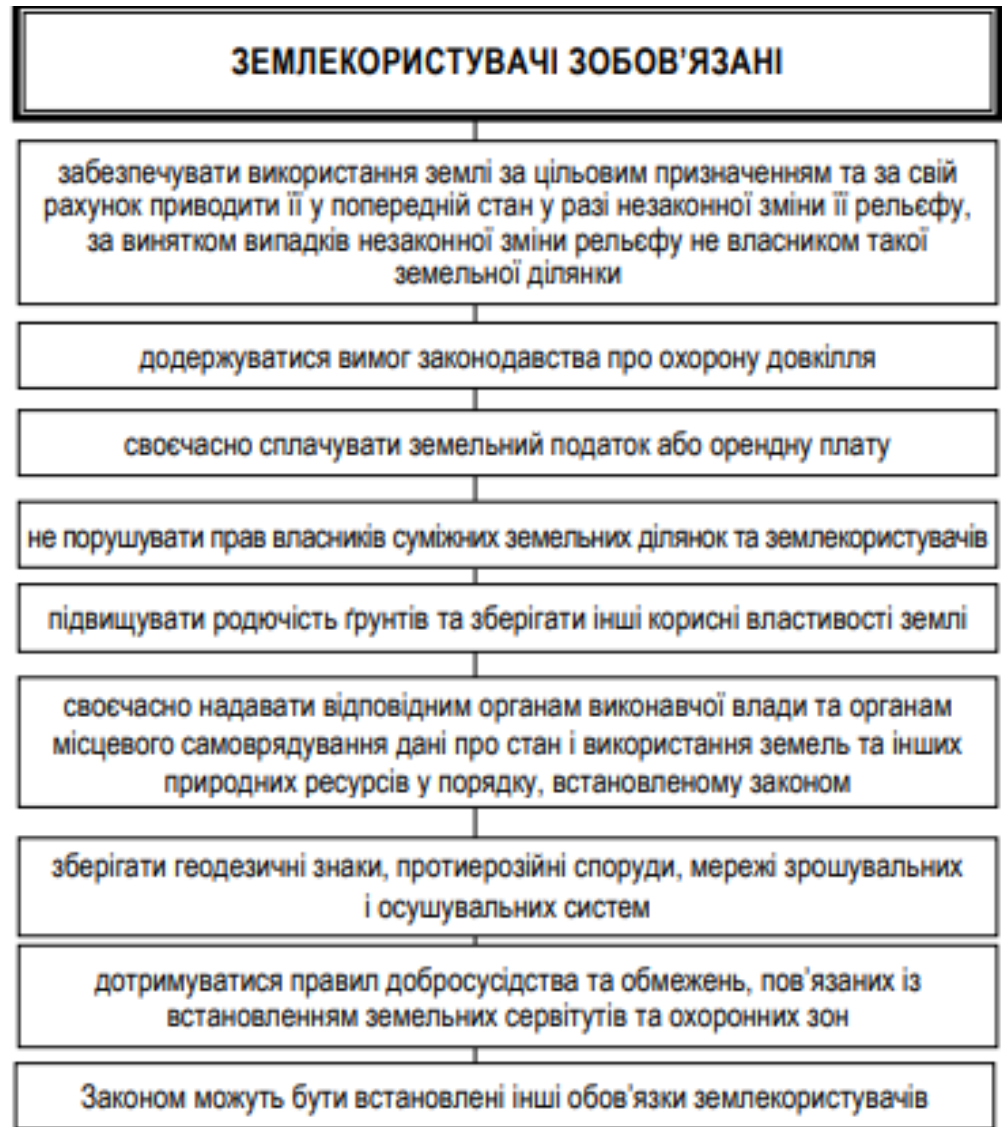 ЗЕМЛЕКОРИСТУВАЧІ ЗОБОВ'ЯЗАНІ
забезпечувати використання землі за цільовим призначенням та за свій
рахунок приводити її у попередній стан у разі незаконної зміни її рельєфу,
за винятком випадків незаконної зміни рельєфу не власником такої
земельної ділянки
додержуватися вимог законодавства про охорону довкілля
своєчасно сплачувати земельний податок або орендну плату
не порушувати прав власників суміжних земельних ділянок та землекористувачів
підвищувати родючість ґрунтів та зберігати інші корисні властивості землі
своєчасно надавати відповідним органам виконавчої влади та органам
місцевого самоврядування дані про стан і використання земель та інших
природних ресурсів у порядку, встановленому законом
зберігати геодезичні знаки, протиерозійні споруди, мережі зрошувальних
і осушувальних систем
дотримуватися правил добросусідства та обмежень, пов'язаних із
встановленням земельних сервітутів та охоронних зон
Законом можуть бути встановлені інші обов'язки землекористувачів